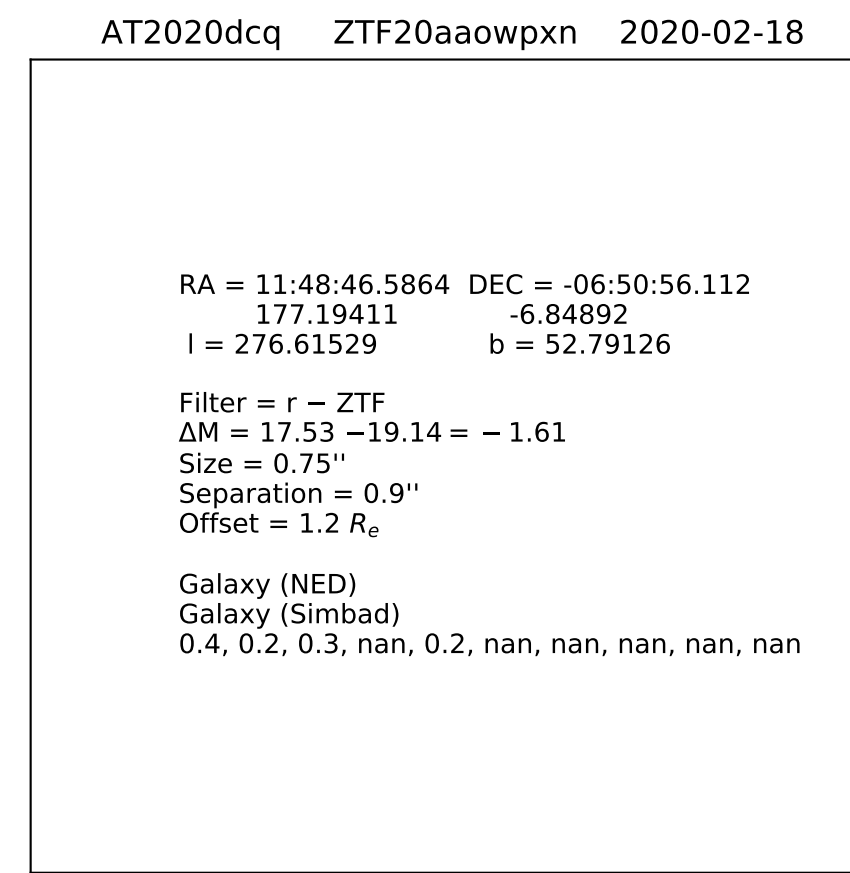 AT2020dcq ZTF20aaowpxn 2020-02-18
RA = 11:48:46.5864 DEC = -06:50:56.112
177.19411 -6.84892
l = 276.61529 b = 52.79126
Filter = r − ZTF
ΔM = 17.53 −19.14 = − 1.61
Size = 0.75''
Separation = 0.9''
Offset = 1.2 Re
Galaxy (NED)
Galaxy (Simbad)
0.4, 0.2, 0.3, nan, 0.2, nan, nan, nan, nan, nan